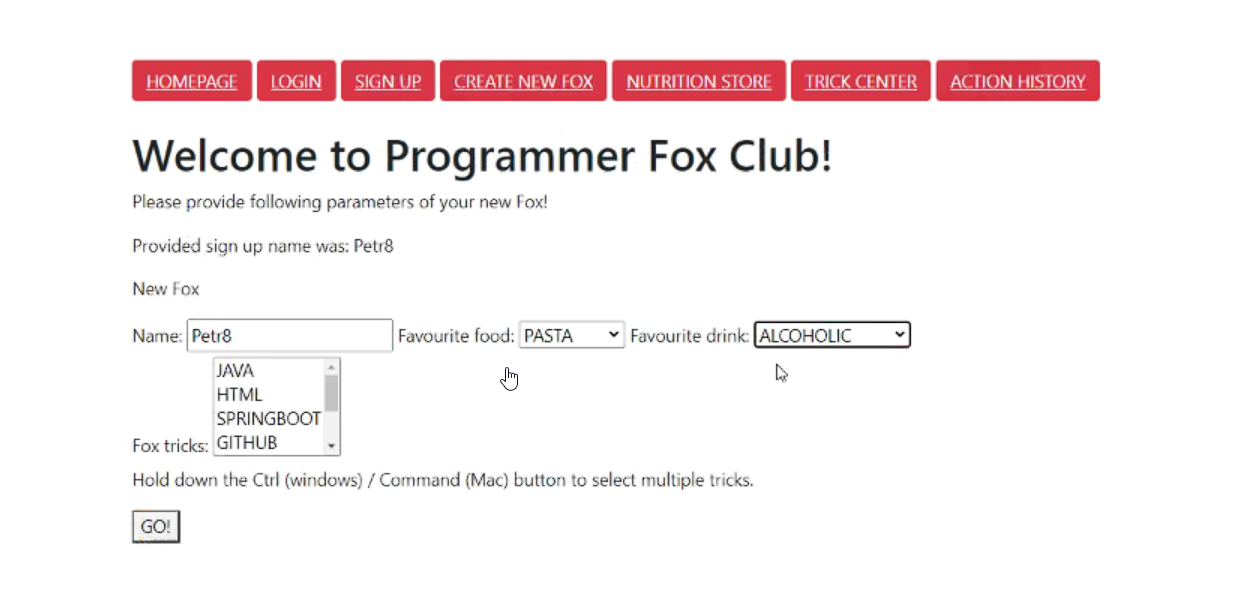 HOMEPAGE LOGIN SIGN UP CREATE NEW FOX NUTRITION STORE TRICK CENTER ACTION HISTORY
Welcome to Programmer Fox Club!
Please provide following parameters of your new Fox!
Provided sign up name was: Petr8
New Fox
Name: Petr8 Favourite food: PASTA Favourite drink: ALCOHOLIC
JAVA
HTML
SPRINGBOOT
Fox tricks: GITHUB
Hold down the Ctrl (windows) / Command (Mac) button to select multiple tricks.
GO!